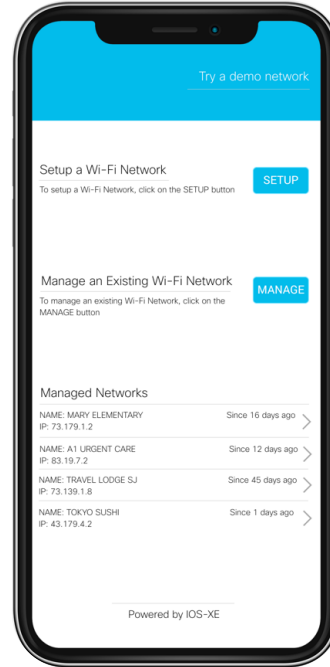 Try a demo network
Setup a Wi-Fi Network
To setup a Wi-Fi Network, click on the SETUP button
SETUP
Manage an Existing Wi-Fi Network
To manage an existing Wi-Fi Network, click on the
MANAGE button
MANAGE
Managed Networks
NAME: MARY ELEMENTARY
Since 16 days ago
IP: 73.179.1.2
NAME: A1 URGENT CARE
Since 12 days ago
IP: 83.19.7.2
NAME: TRAVEL LODGE SJ
Since 45 days ago
IP: 73.139.1.8
NAME: TOKYO SUSHI
Since 1 days ago
IP: 43.179.4.2
Powered by IOS-XE